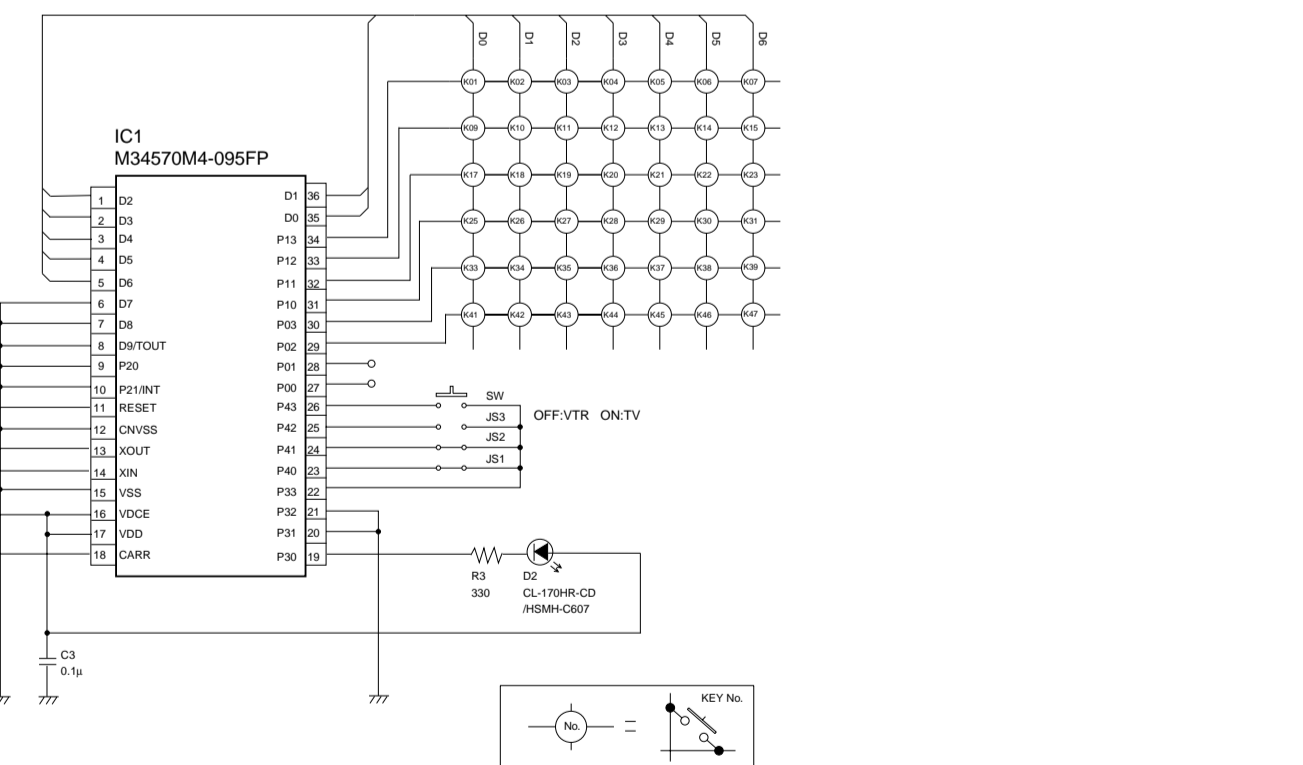 D0 D1 D2 D3 D4 D5 D6
K01 K02 K03 K04 K05 K06 K07
K09 K10 K11 K12 K13 K14 K15
K17 K18 K19 K20 K21 K22 K23
K25 K26 K27 K28 K29 K30 K31
K33 K34 K35 K36 K37 K38 K39
K41 K42 K43 K44 K45 K46 K47
IC1
M34570M4-095FP
1 D2 D1 36
2 D3 D0 35
3 D4 P13 34
4 D5 P12 33
5 D6 P11 32
6 D7 P10 31
7 D8 P03 30
8 D9/TOUT P02 29
9 P20 P01 28
10 P21/INT P00 27
11 RESET P43 26
12 CNVSS P42 25
13 XOUT P41 24
14 XIN P40 23
15 VSS P33 22
16 VDCE P32 21
17 VDD P31 20
18 CARR P30 19
SW
JS3
JS2
JS1
OFF:VTR ON:TV
R3
330
D2
CL-170HR-CD
/HSMH-C607
C3
0.1μ
KEY No.
No.